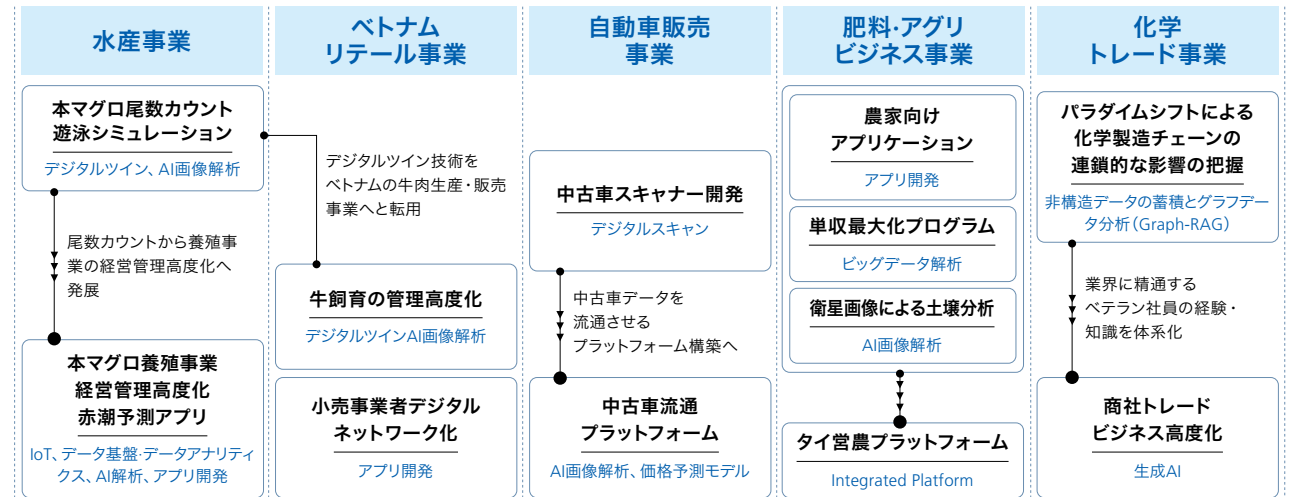 水産事業
本マグロ尾数カウント
遊泳シミュレーション
デジタルツイン、AI画像解析
尾数カウントから養殖事
業の経営管理高度化へ
発展
本マグロ養殖事業
経営管理高度化
赤潮予測アプリ
IoT、データ基盤・データアナリティ
クス、AI解析、アプリ開発
ベトナム
リテール事業
デジタルツイン技術を
ベトナムの牛肉生産・販売
事業へと転用
牛飼育の管理高度化
デジタルツインAI画像解析
小売事業者デジタル
ネットワーク化
アプリ開発
自動車販売
事業
中古車スキャナー開発
デジタルスキャン
中古車データを
流通させる
プラットフォーム構築へ
中古車流通
プラットフォーム
AI画像解析、価格予測モデル
肥料・アグリ
ビジネス事業
農家向け
アプリケーション
アプリ開発
単収最大化プログラム
ビッグデータ解析
衛星画像による土壌分析
AI画像解析
タイ営農プラットフォーム
Integrated Platform
化学
トレード事業
パラダイムシフトによる
化学製造チェーンの
連鎖的な影響の把握
非構造データの蓄積とグラフデー
タ分析（Graph-RAG）
業界に精通する
ベテラン社員の経験・
知識を体系化
商社トレード
ビジネス高度化
生成AI